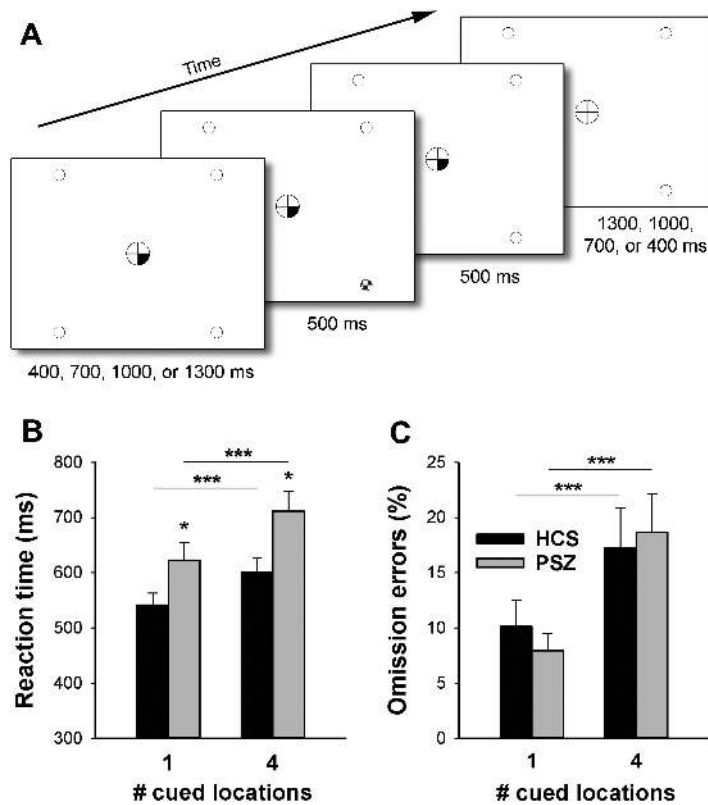 A
Time
400, 700, 1000, or 1300 ms
500 ms
500 ms
1300, 1000,
700, or 400 ms
B
Reaction time (ms)
800
700
600
500
400
300
***
***
*
*
1
4
# cued locations
C
Omission errors (%)
25
20
15
10
5
0
***
***
HCS
PSZ
1
4
# cued locations